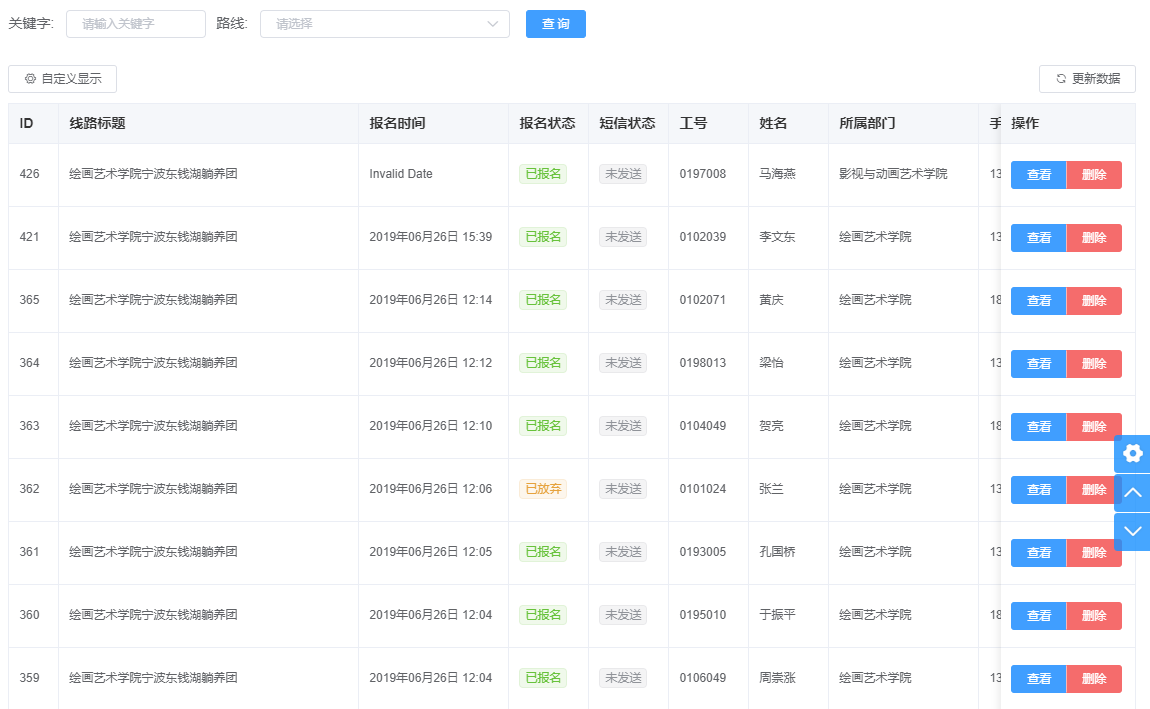 关键字: 请输入关键字 路线: 请选择 查 询
自定义显示 更新数据
ID 线路标题 报名时间 报名状态 短信状态 工号 姓名 所属部门 手 操作
426 绘画艺术学院宁波东钱湖躺养团 Invalid Date 已报名 未发送 0197008 马海燕 影视与动画艺术学院 13 查看 删除
421 绘画艺术学院宁波东钱湖躺养团 2019年06月26日 15:39 已报名 未发送 0102039 李文东 绘画艺术学院 13 查看 删除
365 绘画艺术学院宁波东钱湖躺养团 2019年06月26日 12:14 已报名 未发送 0102071 黄庆 绘画艺术学院 18 查看 删除
364 绘画艺术学院宁波东钱湖躺养团 2019年06月26日 12:12 已报名 未发送 0198013 梁怡 绘画艺术学院 13 查看 删除
363 绘画艺术学院宁波东钱湖躺养团 2019年06月26日 12:10 已报名 未发送 0104049 贺亮 绘画艺术学院 18 查看 删除
362 绘画艺术学院宁波东钱湖躺养团 2019年06月26日 12:06 已放弃 未发送 0101024 张兰 绘画艺术学院 13 查看 删除
361 绘画艺术学院宁波东钱湖躺养团 2019年06月26日 12:05 已报名 未发送 0193005 孔国桥 绘画艺术学院 13 查看 删除
360 绘画艺术学院宁波东钱湖躺养团 2019年06月26日 12:04 已报名 未发送 0195010 于振平 绘画艺术学院 18 查看 删除
359 绘画艺术学院宁波东钱湖躺养团 2019年06月26日 12:04 已报名 未发送 0106049 周崇涨 绘画艺术学院 13 查看 删除